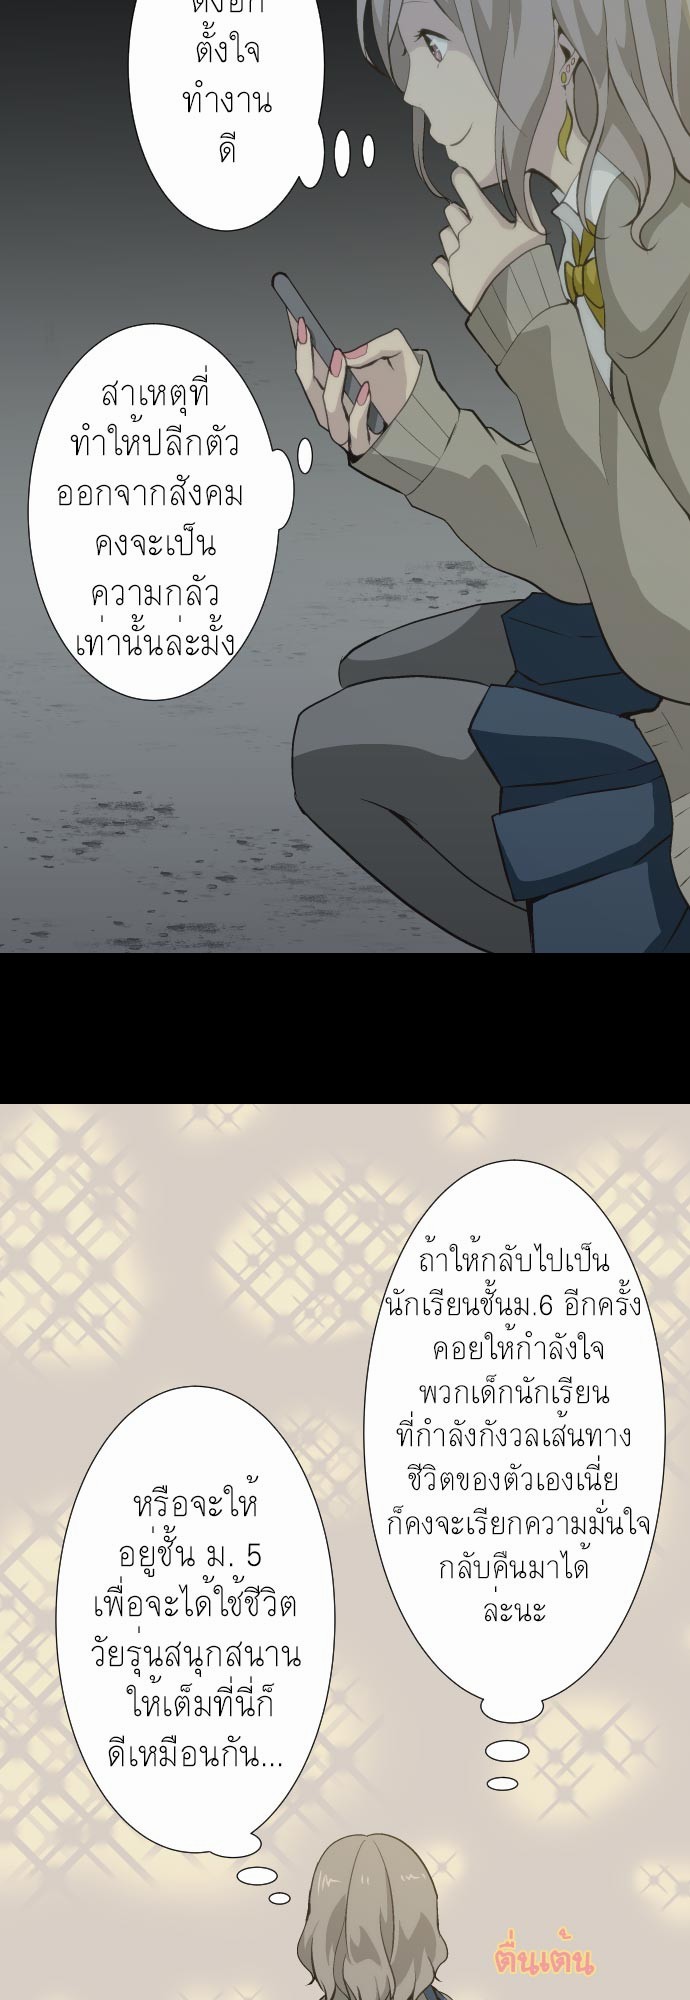 ตั้งใจ
ทำงาน
ดี
สาเหตุที่
ทำให้ปลีกตัว
ออกจากสังคม
คงจะเป็น
ความกลัว
เท่านั้นล่ะมั้ง
ถ้าให้กลับไปเป็น
นักเรียนชั้นม.6 อีกครั้ง
คอยให้กำลังใจ
พวกเด็กนักเรียน
ที่กำลังกังวลเส้นทาง
ชีวิตของตัวเองเนี่ย
ก็คงจะเรียกความมั่นใจ
กลับคืนมาได้
ล่ะนะ
หรือจะให้
อยู่ชั้น ม. 5
เพื่อจะได้ใช้ชีวิต
วัยรุ่นสนุกสนาน
ให้เต็มที่นี่ก็
ดีเหมือนกัน...
ตื่นเต้น